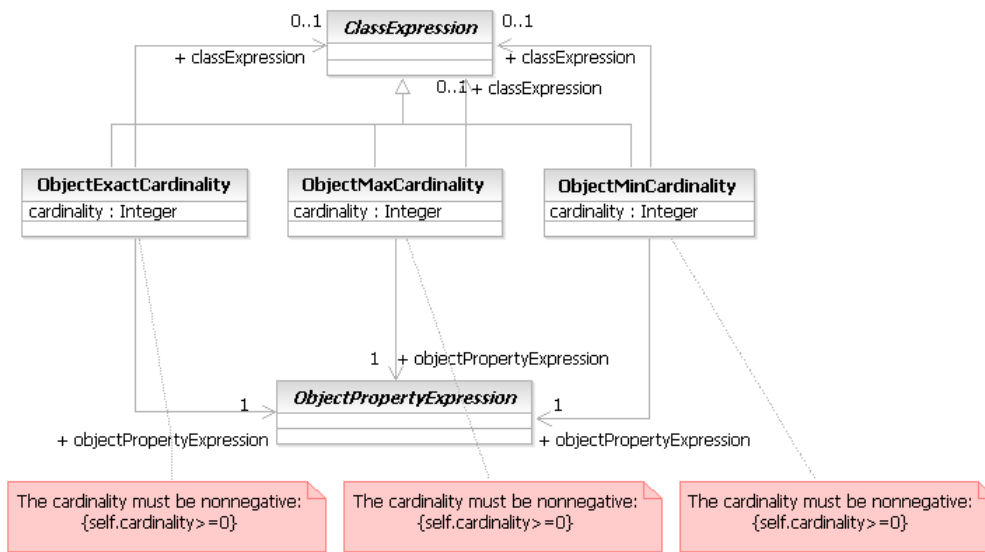 0..1
ClassExpression
0..1
+ classExpression
+ classExpression
0..1 + classExpression
ObjectExactCardinality
cardinality : Integer
ObjectMaxCardinality
cardinality : Integer
ObjectMinCardinality
cardinality : Integer
1 + objectPropertyExpression
ObjectPropertyExpression
1
1
+ objectPropertyExpression
+ objectPropertyExpression
The cardinality must be nonnegative:
{self.cardinality>=0}
The cardinality must be nonnegative:
{self.cardinality>=0}
The cardinality must be nonnegative:
{self.cardinality>=0}